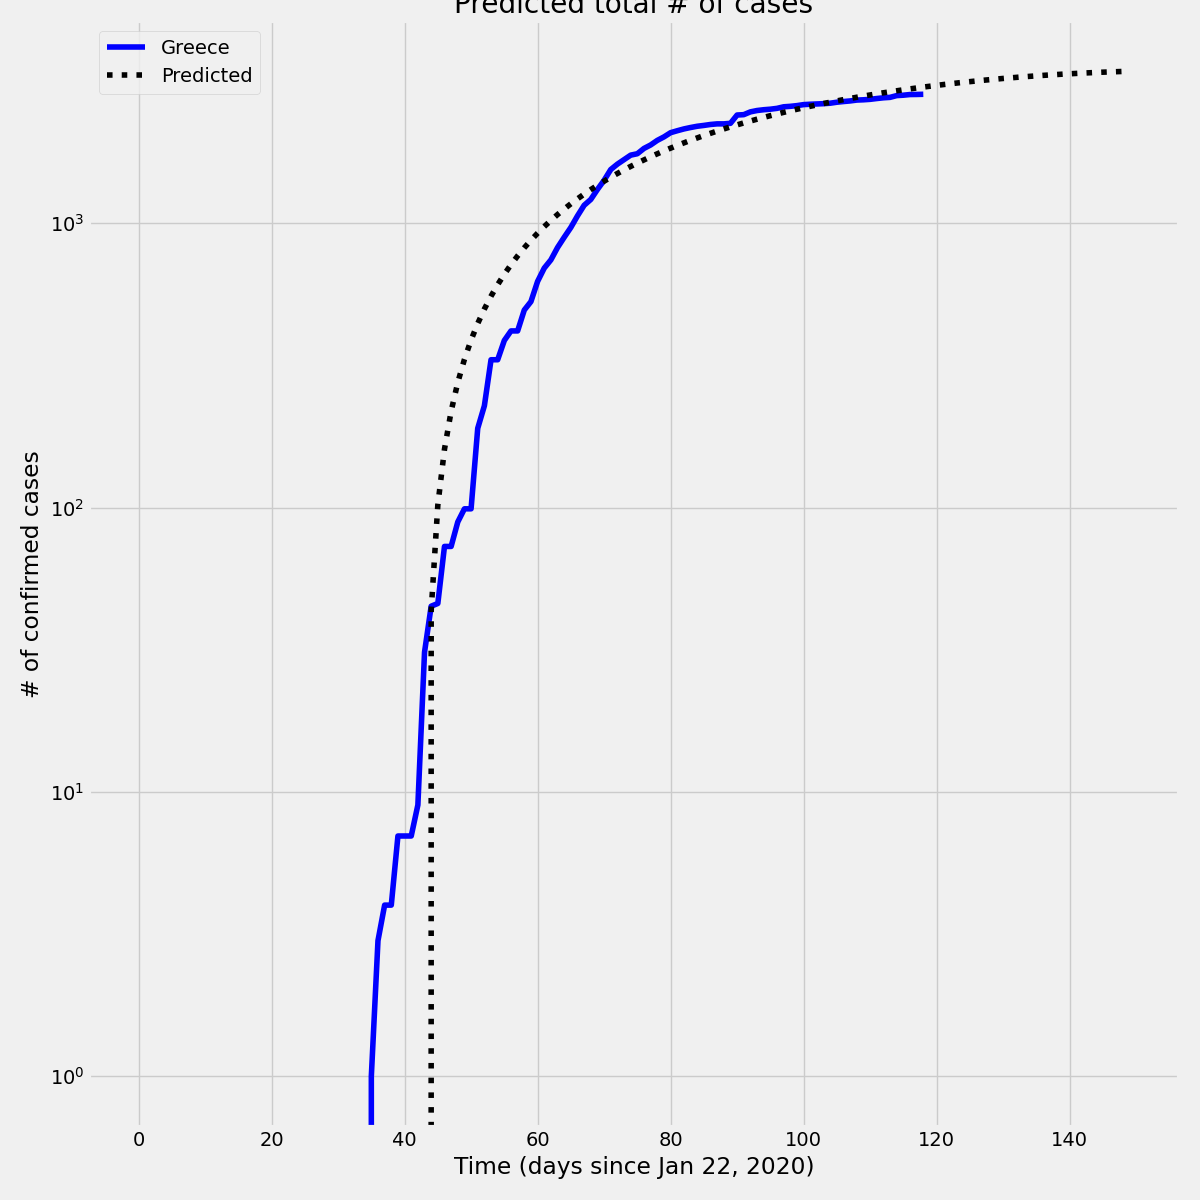 Predicted total # of cases
Greece
Predicted
# of confirmed cases
10³
10²
10¹
10⁰
0 20 40 60 80 100 120 140
Time (days since Jan 22, 2020)